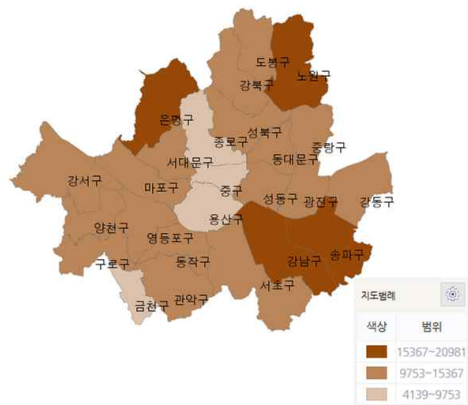 도봉구
노원구
강북구
은평구
성북구
종로구
중랑구
서대문구
동대문구
강서구
마포구
중구
성동구
광진구
강동구
용산구
양천구
영등포구
구로구
동작구
강남구
송파구
서초구
금천구
관악구
지도범례
색상 범위
15367~20981
9753~15367
4139~9753